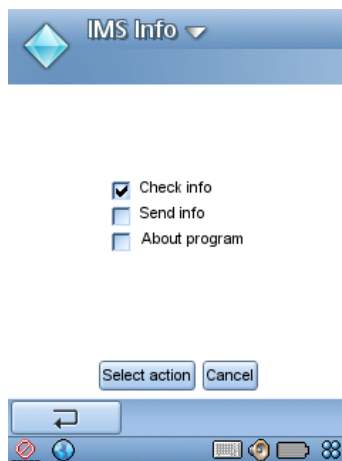 IMS Info
Check info
Send info
About program
Select action Cancel